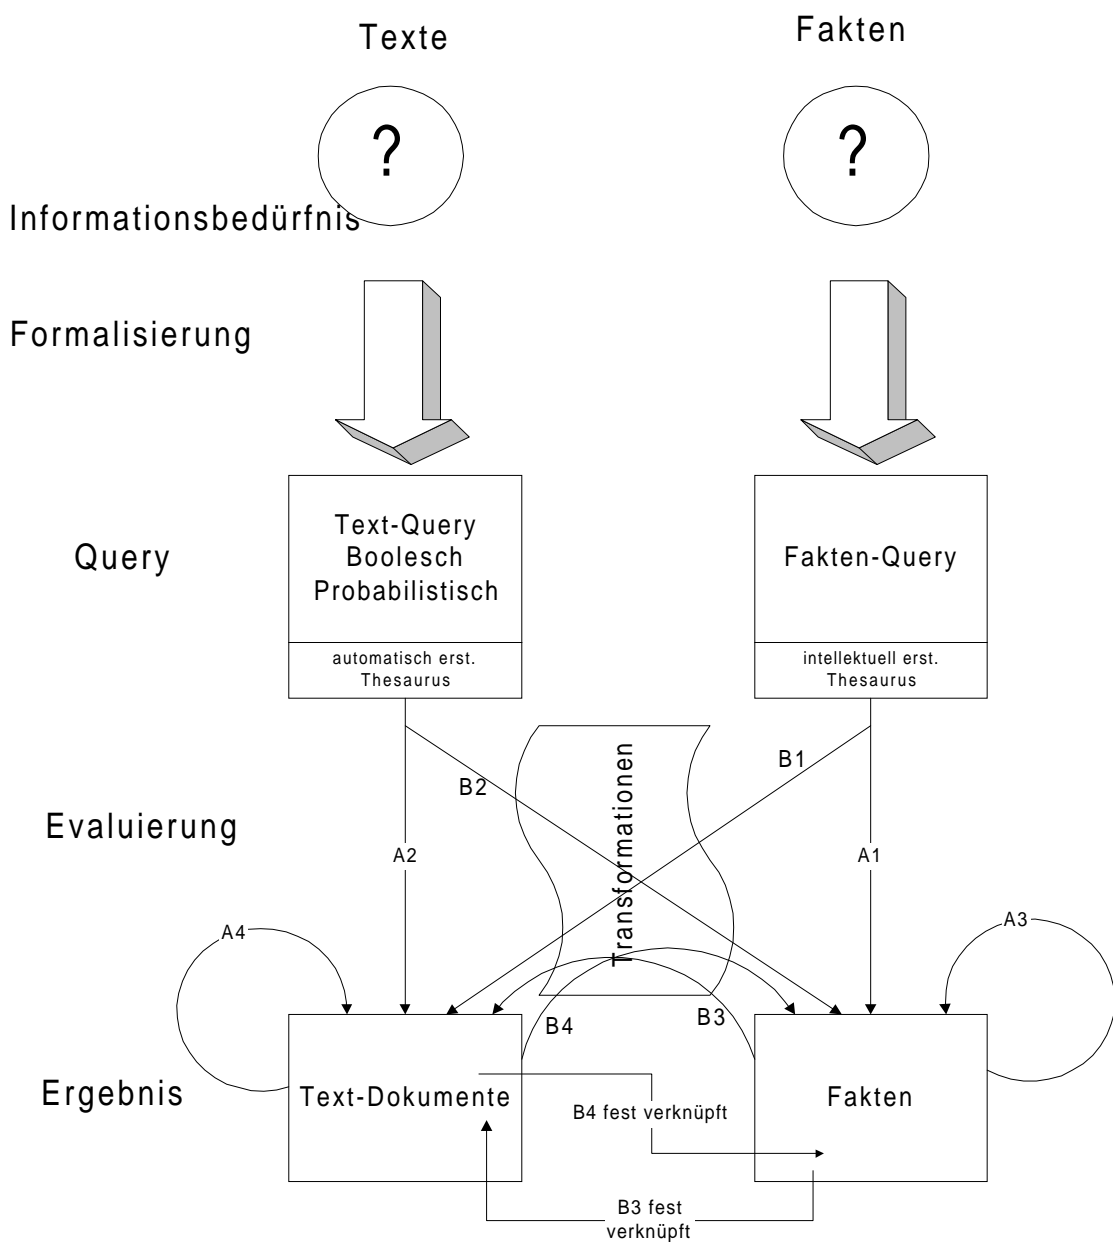 Texte
Fakten
?
?
Informationsbedürfnis
Formalisierung
Query
Text-Query
Boolesch
Probabilistisch
automatisch erst.
Thesaurus
Fakten-Query
intellektuell erst.
Thesaurus
Evaluierung
B2
B1
Transformationen
A2
A1
A4
A3
B4
B3
Ergebnis
Text-Dokumente
Fakten
B4 fest verknüpft
B3 fest
verknüpft